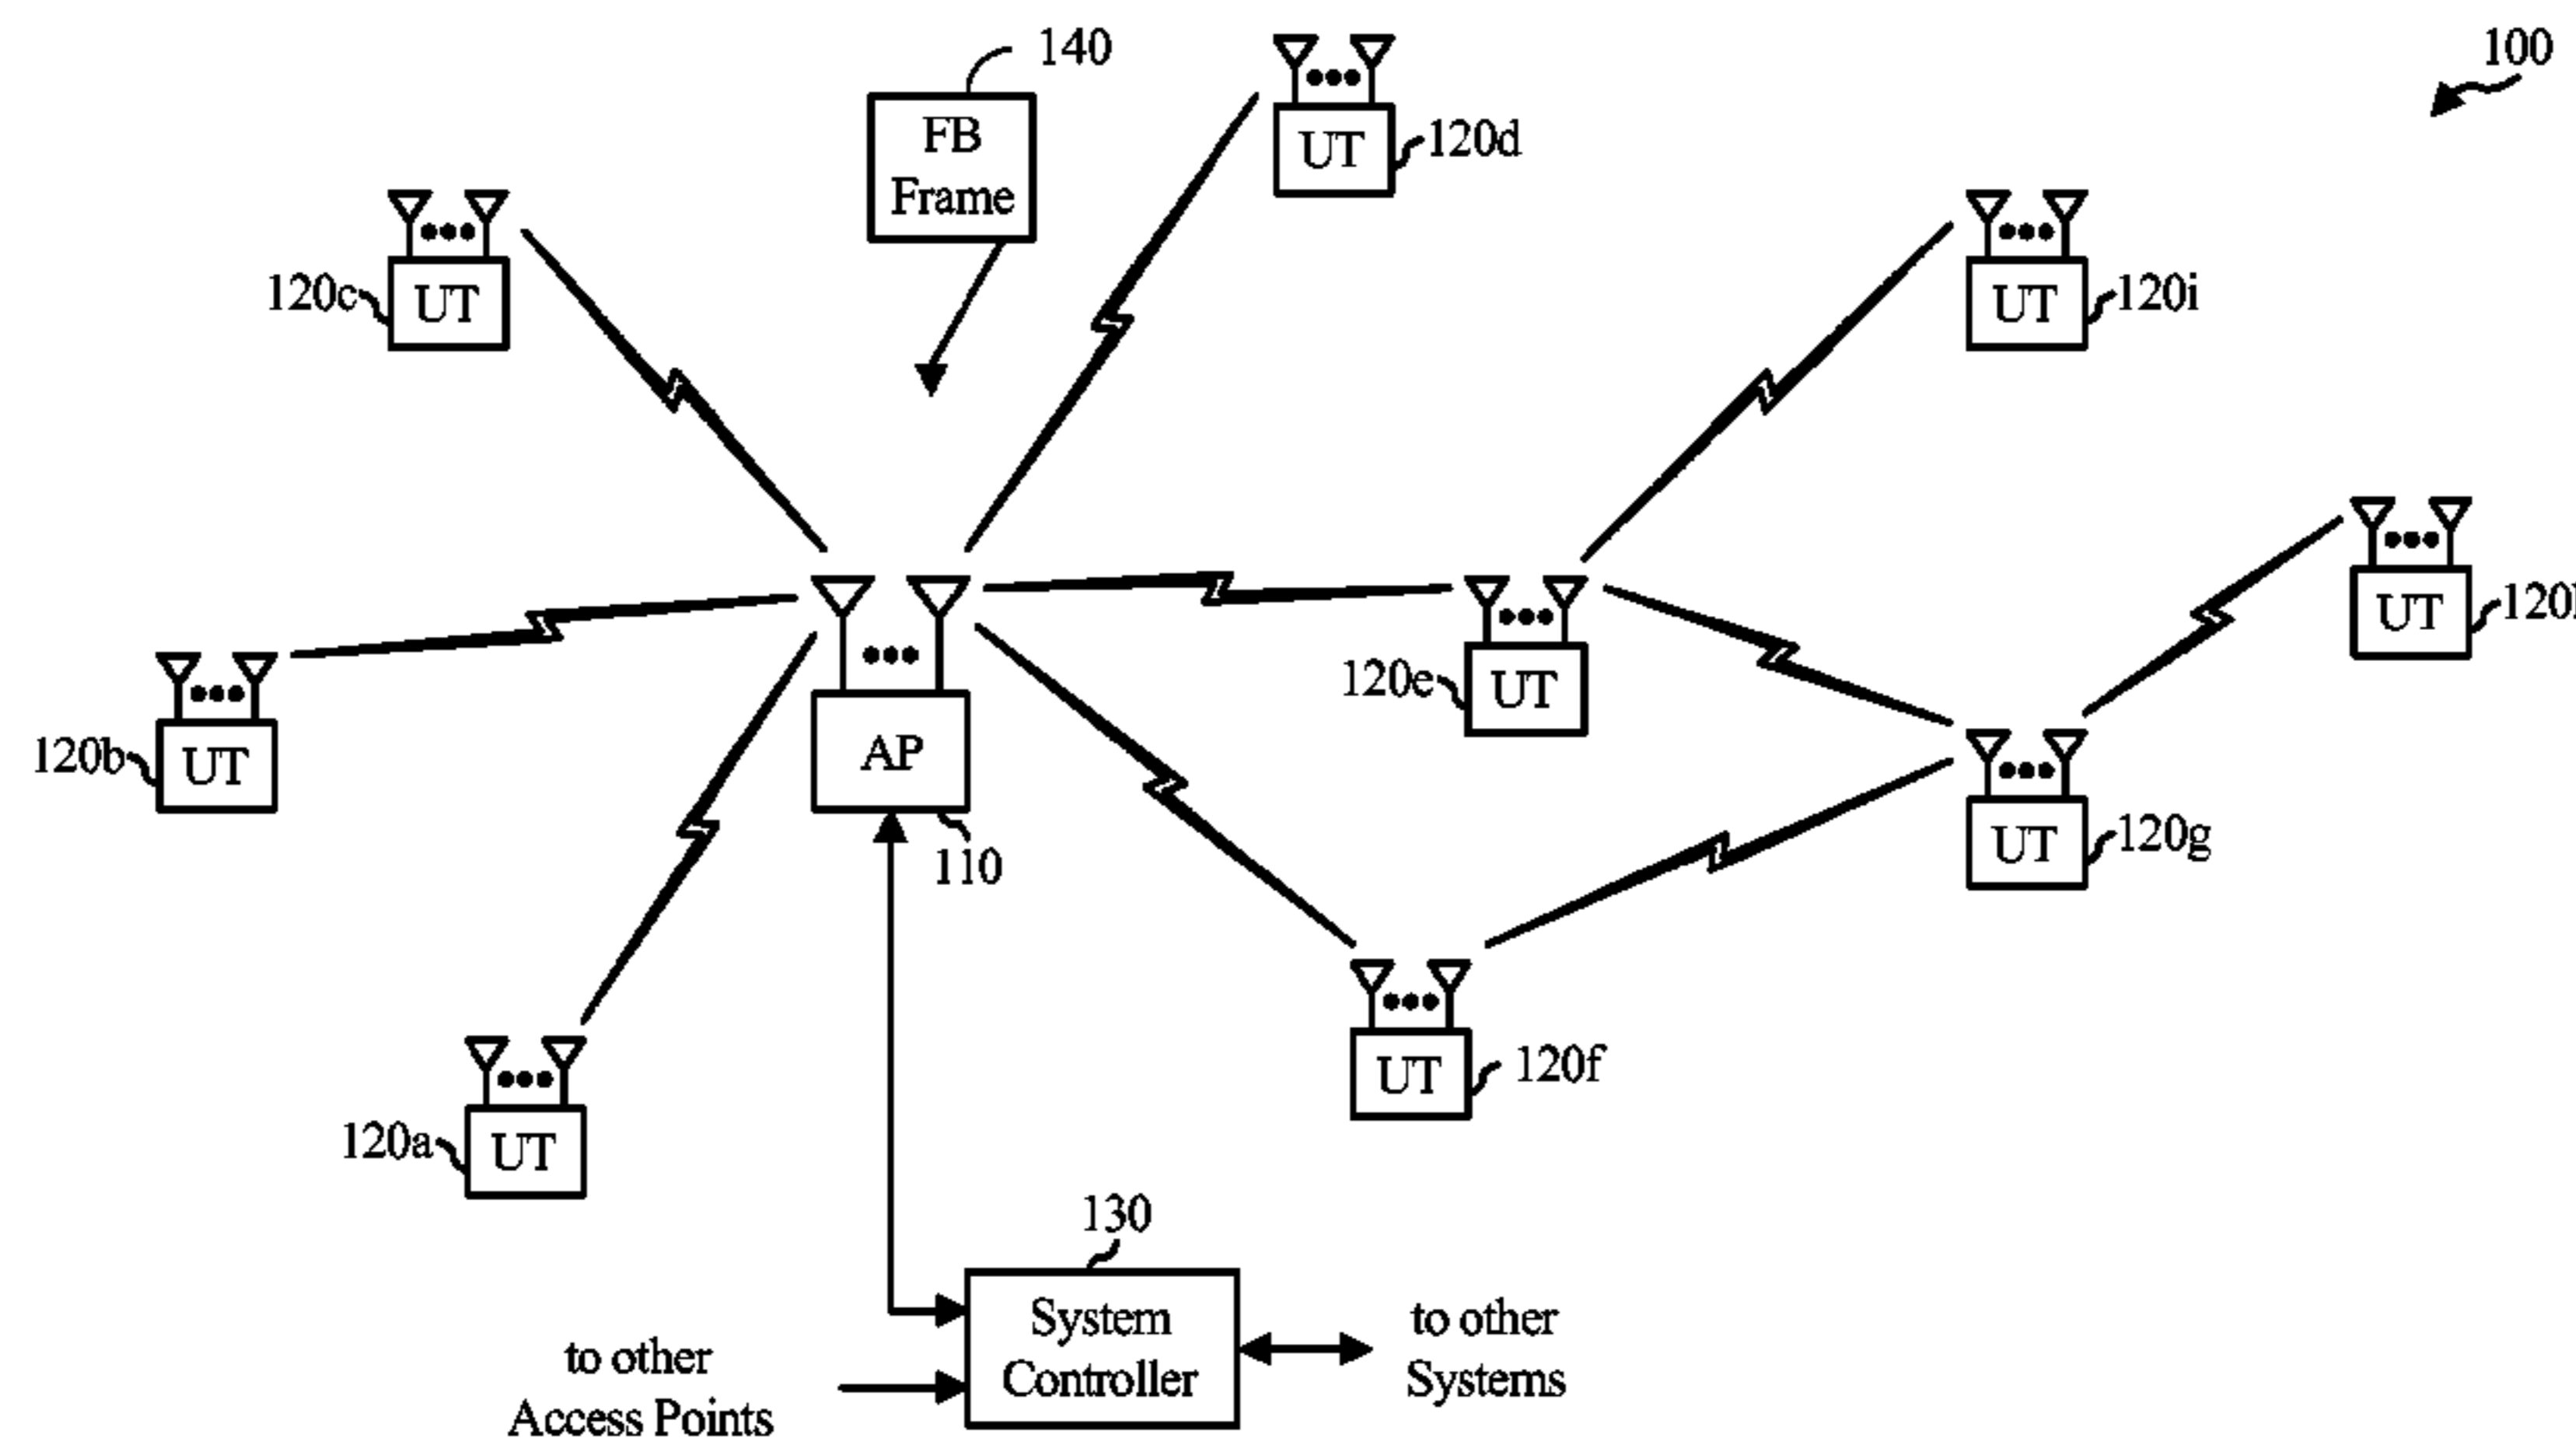 140
100
FB
Frame
UT
120d
120c
UT
UT
120i
UT
120e
UT
120b
UT
AP
110
UT
120g
UT
120f
120a
UT
130
System
Controller
to other
Access Points
to other
Systems